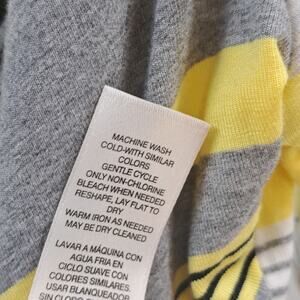 MACHINE WASH
COLD-WITH SIMILAR
COLORS
GENTLE CYCLE
ONLY NON-CHLORINE
BLEACH WHEN NEEDED
RESHAPE, LAY FLAT TO
DRY
WARM IRON AS NEEDED
MAY BE DRY CLEANED
LAVAR A MÁQUINA CON
AGUA FRIA EN
CICLO SUAVE CON
COLORES SIMILARES.
USAR BLANQUEADOR
SIN CLORO